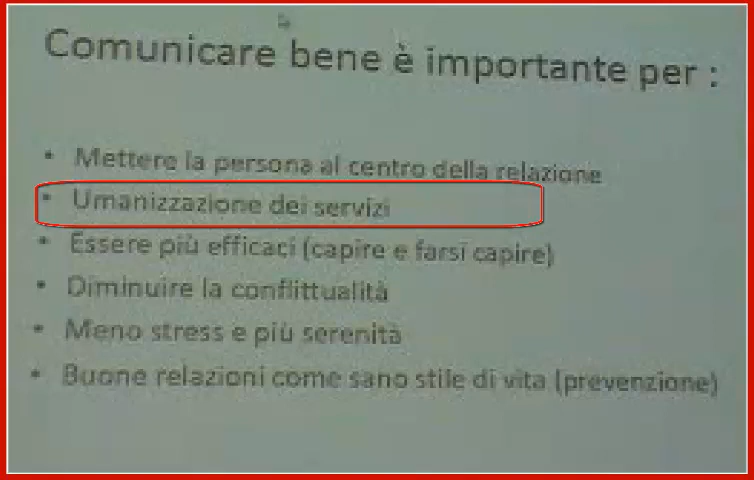 Comunicare bene è importante per :
• Mettere la persona al centro della relazione
• Umanizzazione dei servizi
• Essere più efficaci (capire e farsi capire)
• Diminuire la conflittualità
• Meno stress e più serenità
• Buone relazioni come sano stile di vita (prevenzione)